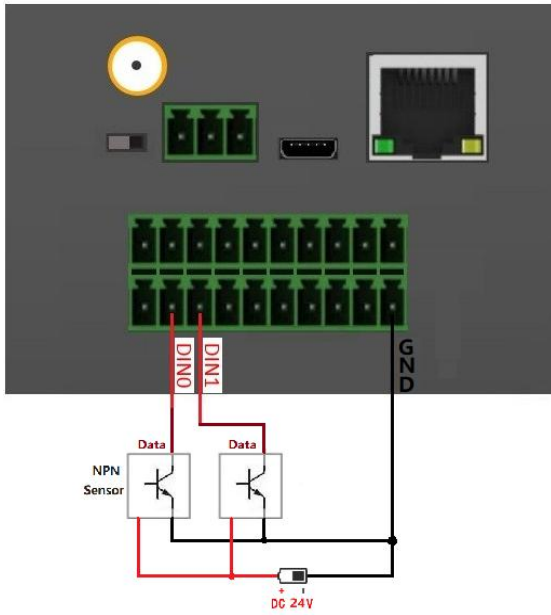 DIN0
DIN1
GND
Data
Data
NPN
Sensor
+ -
DC 24V